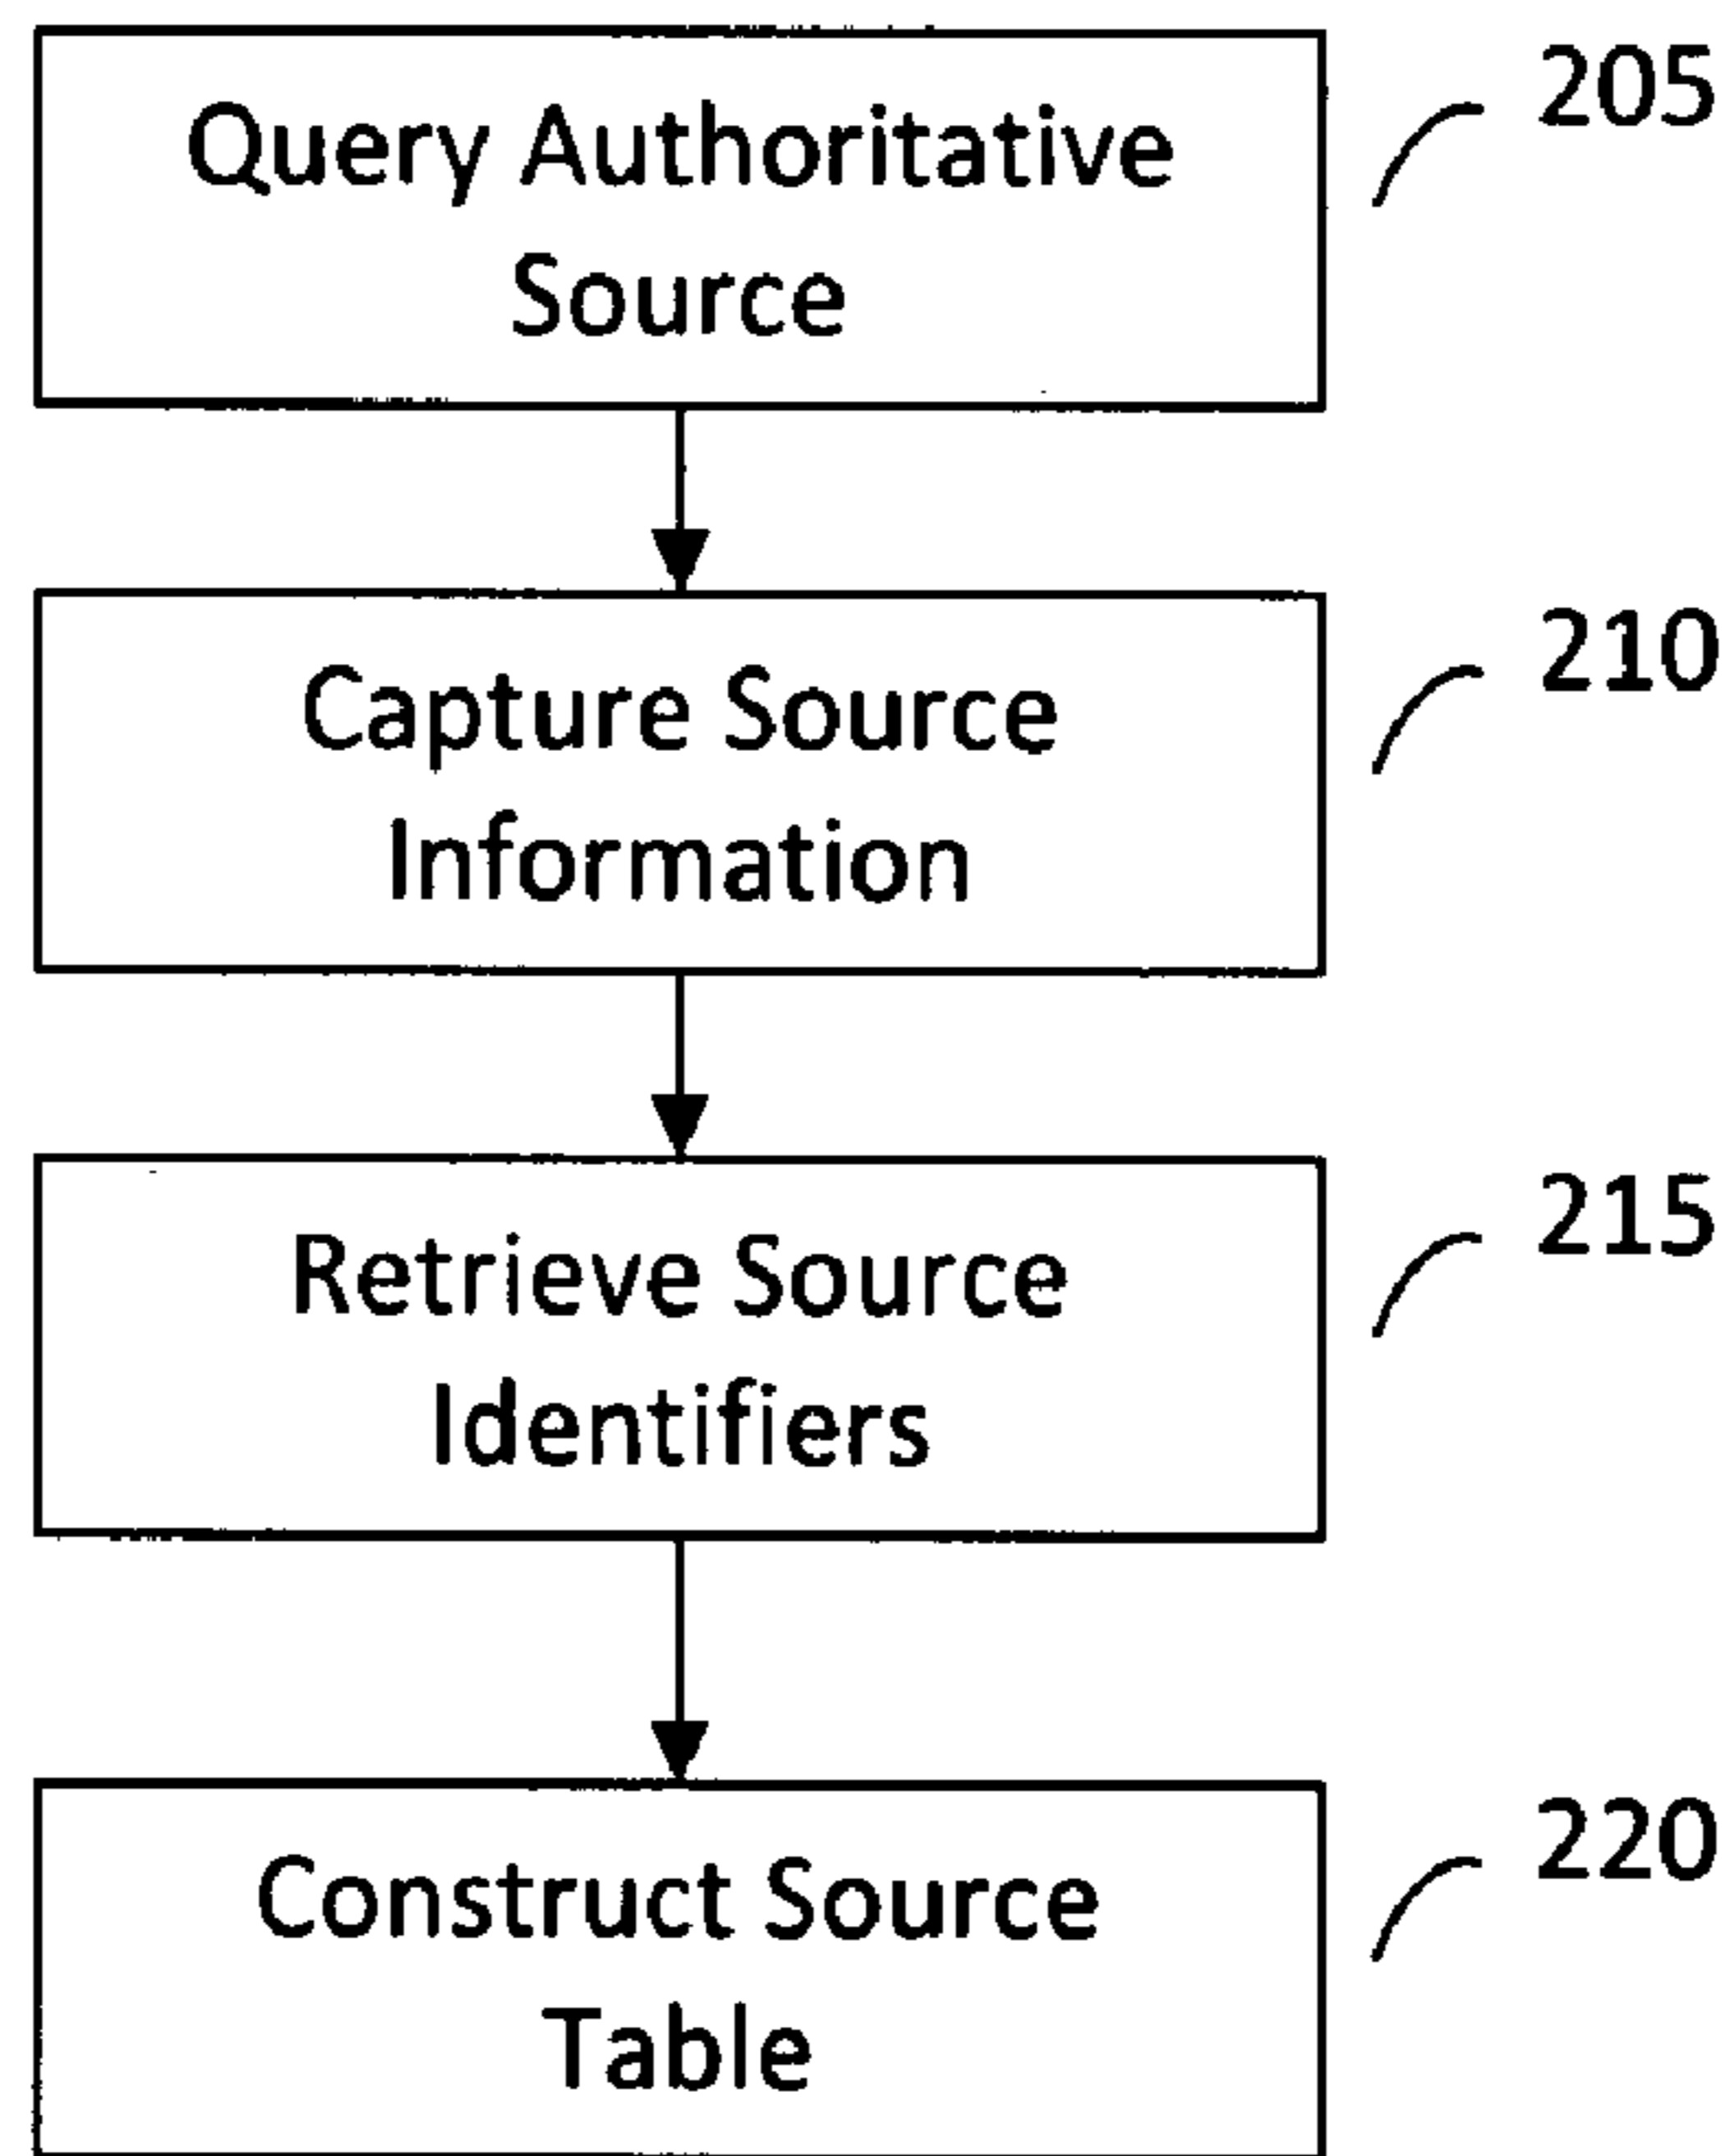 Query Authoritative
Source
205
Capture Source
Information
210
Retrieve Source
Identifiers
215
Construct Source
Table
220